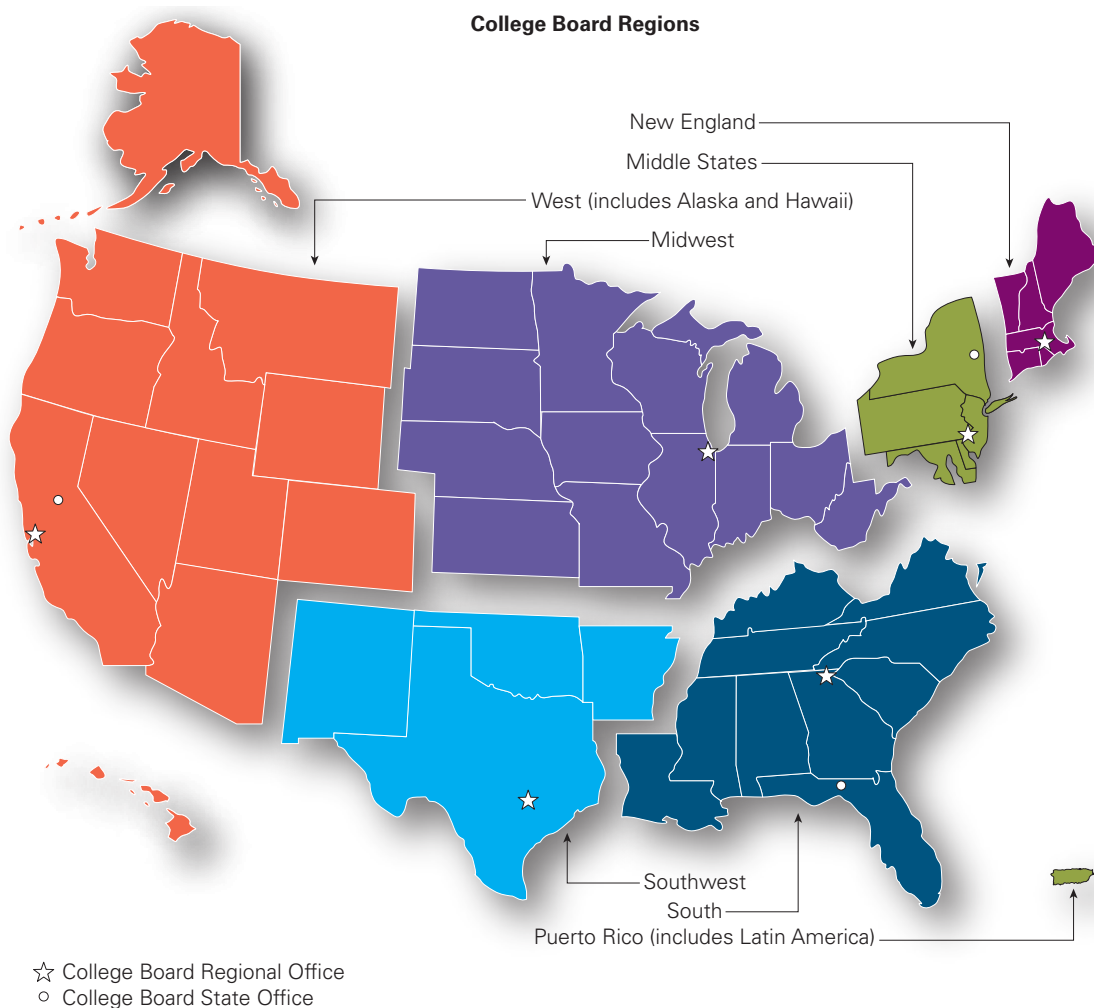 College Board Regions
New England
Middle States
West (includes Alaska and Hawaii)
Midwest
Southwest
South
Puerto Rico (includes Latin America)
College Board Regional Office
College Board State Office